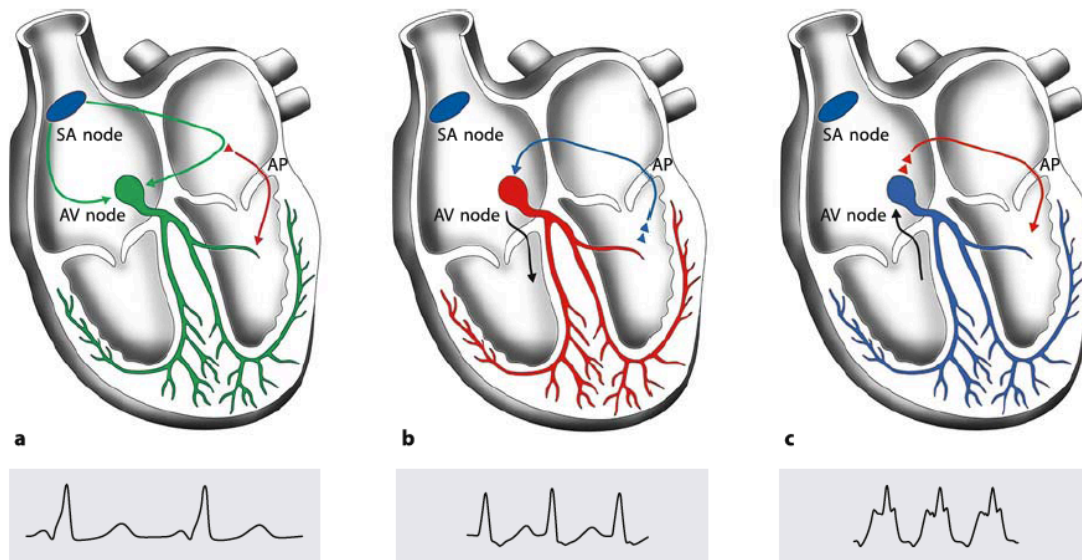 SA node
AP
AV node
a
SA node
AP
AV node
b
SA node
AP
AV node
c